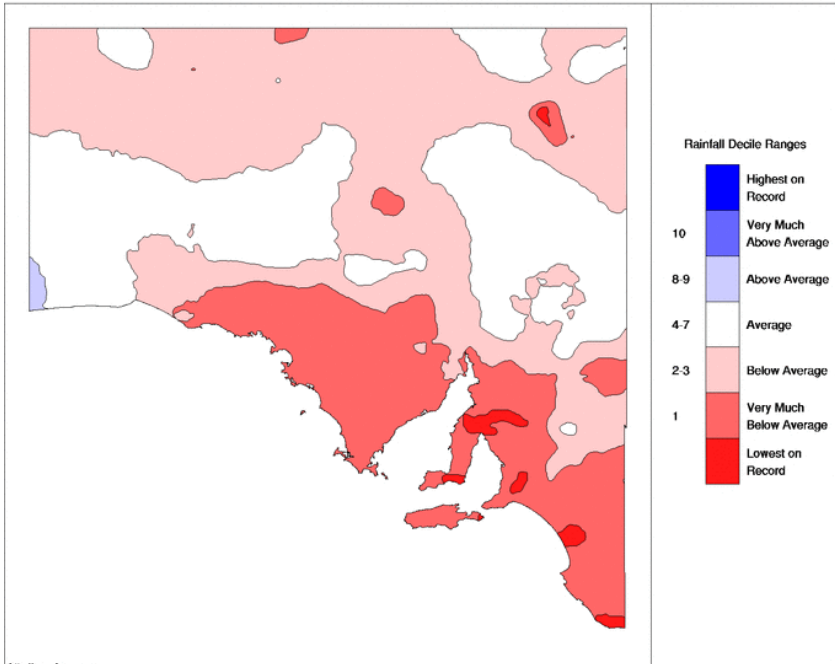 Rainfall Decile Ranges
Highest on
Record
10
Very Much
Above Average
8-9
Above Average
4-7
Average
2-3
Below Average
1
Very Much
Below Average
Lowest on
Record